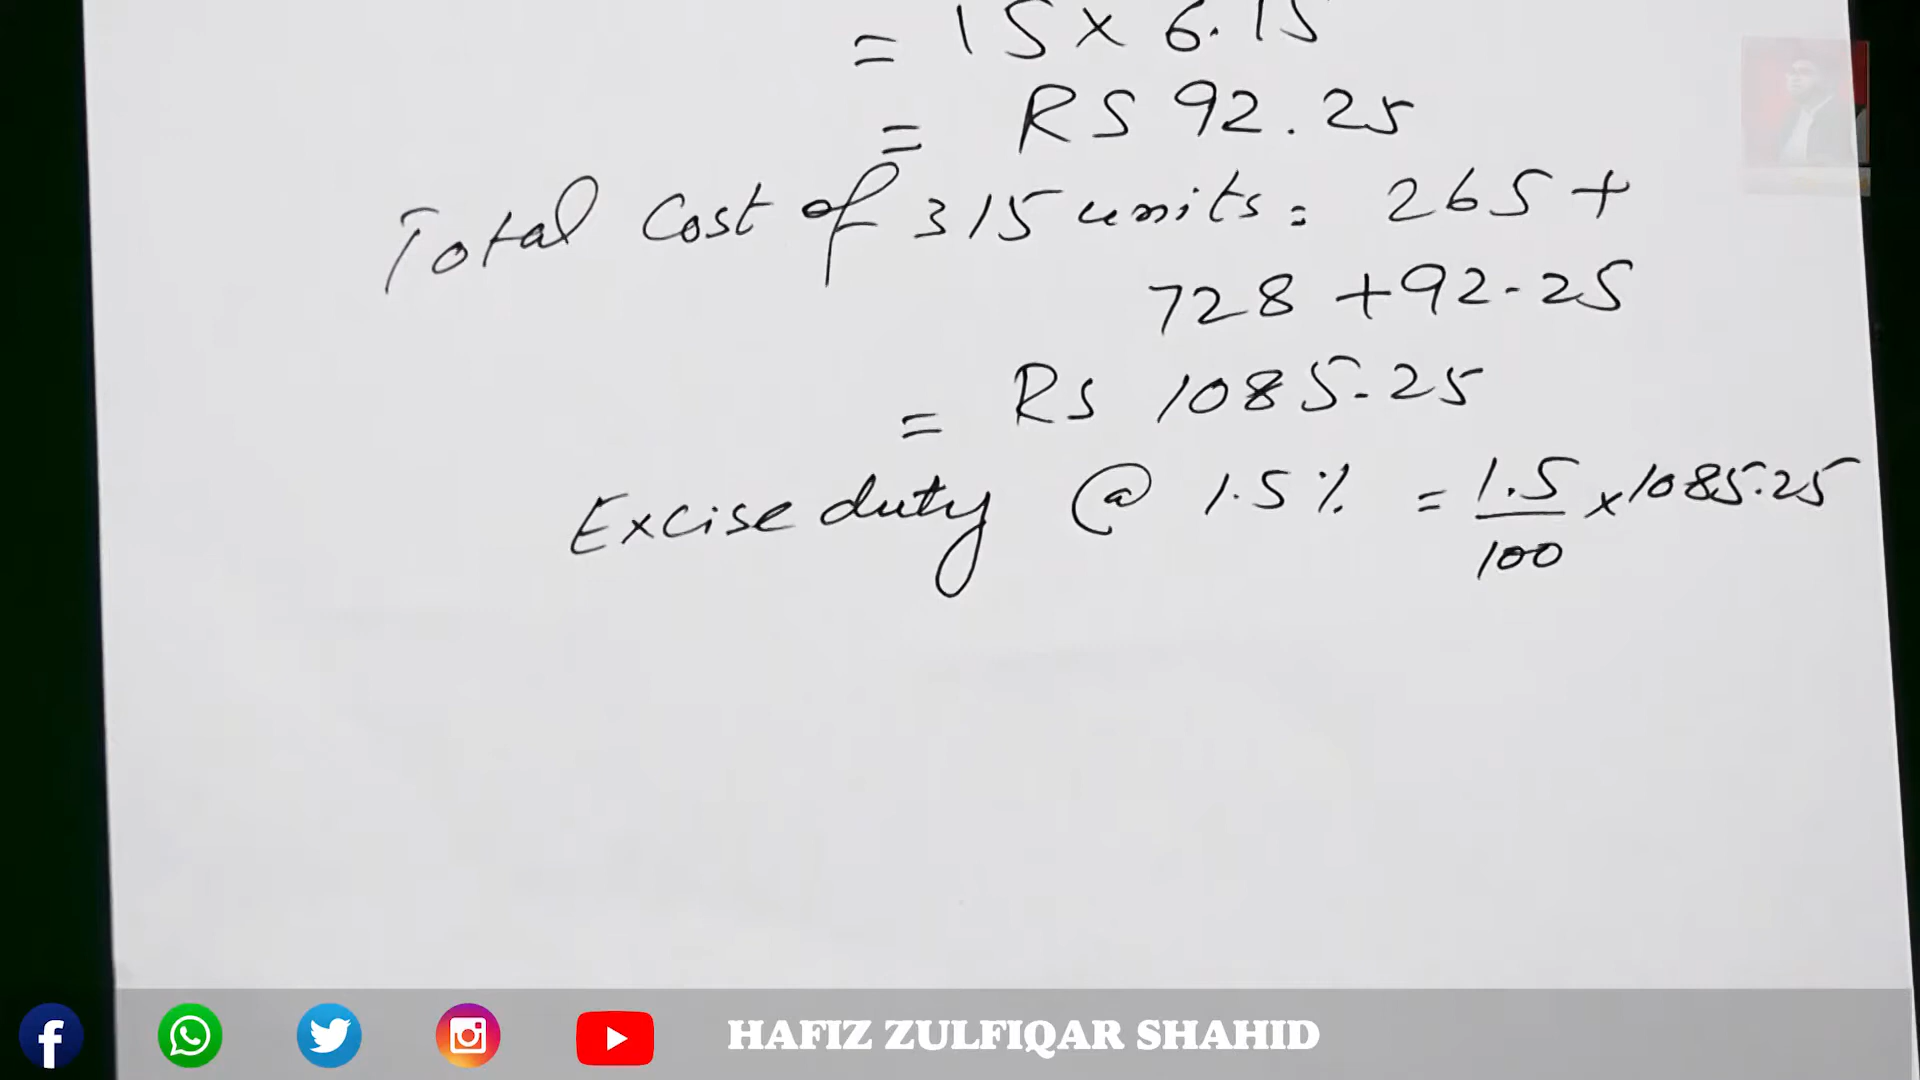 = 15 × 6.15
= RS 92.25
Total Cost of 315 units = 265 +
728 + 92.25
= Rs 1085.25
Excise duty @ 1.5% = 1.5/100 × 1085.25
HAFIZ ZULFIQAR SHAHID